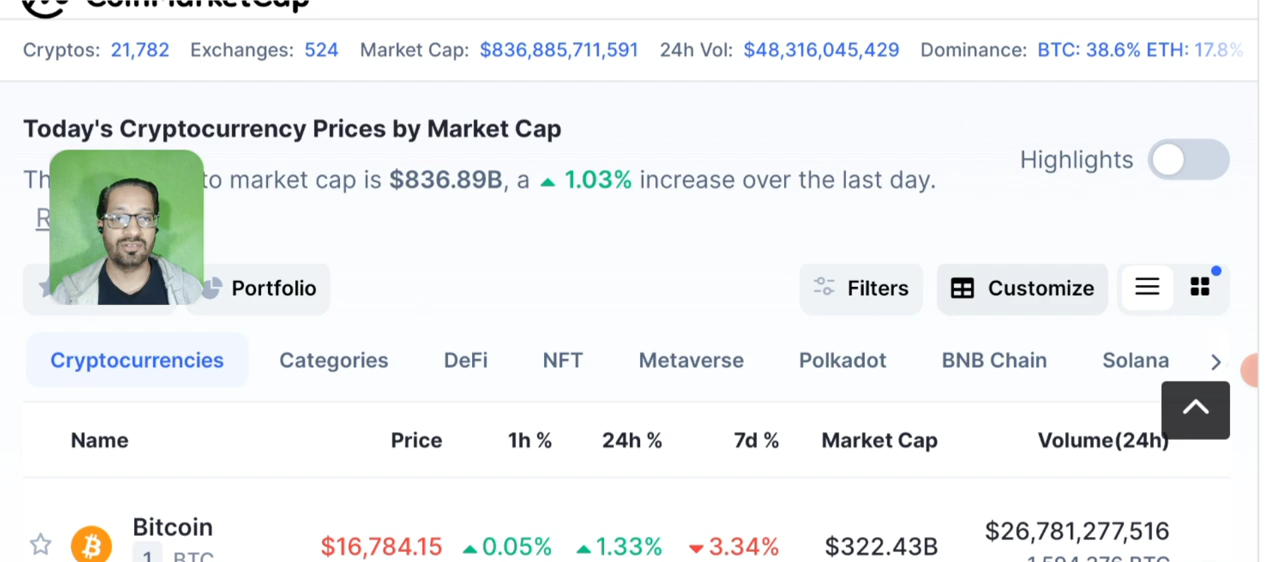 CoinMarketCap
Cryptos: 21,782 Exchanges: 524 Market Cap: $836,885,711,591 24h Vol: $48,316,045,429 Dominance: BTC: 38.6% ETH: 17.8%
Today's Cryptocurrency Prices by Market Cap
to market cap is $836.89B, a ▲ 1.03% increase over the last day.
Highlights
Portfolio Filters Customize
Cryptocurrencies Categories DeFi NFT Metaverse Polkadot BNB Chain Solana
Name Price 1h % 24h % 7d % Market Cap Volume(24h)
Bitcoin
1 BTC
$16,784.15 ▲0.05% ▲1.33% ▼3.34% $322.43B
$26,781,277,516